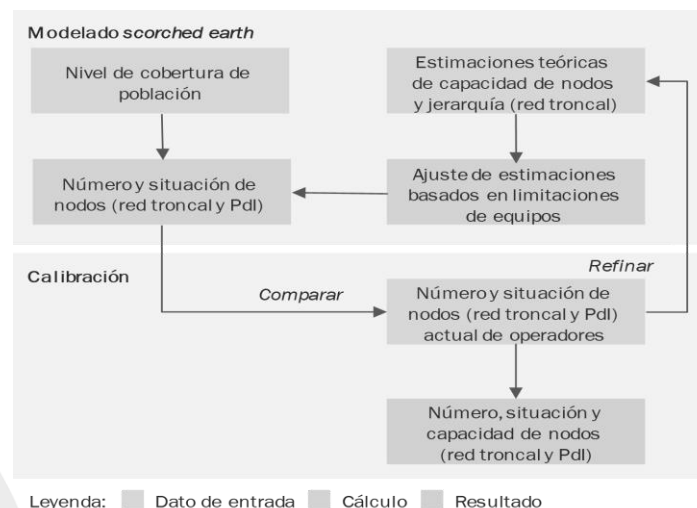 Modelado scorched earth
Nivel de cobertura de
población
Estimaciones teóricas
de capacidad de nodos
y jerarquía (red troncal)
Número y situación de
nodos (red troncal y PdI)
Ajuste de estimaciones
basados en limitaciones
de equipos
Calibración
Comparar
Refinar
Número y situación de
nodos (red troncal y PdI)
actual de operadores
Número, situación y
capacidad de nodos
(red troncal y PdI)
Leyenda: Dato de entrada Cálculo Resultado